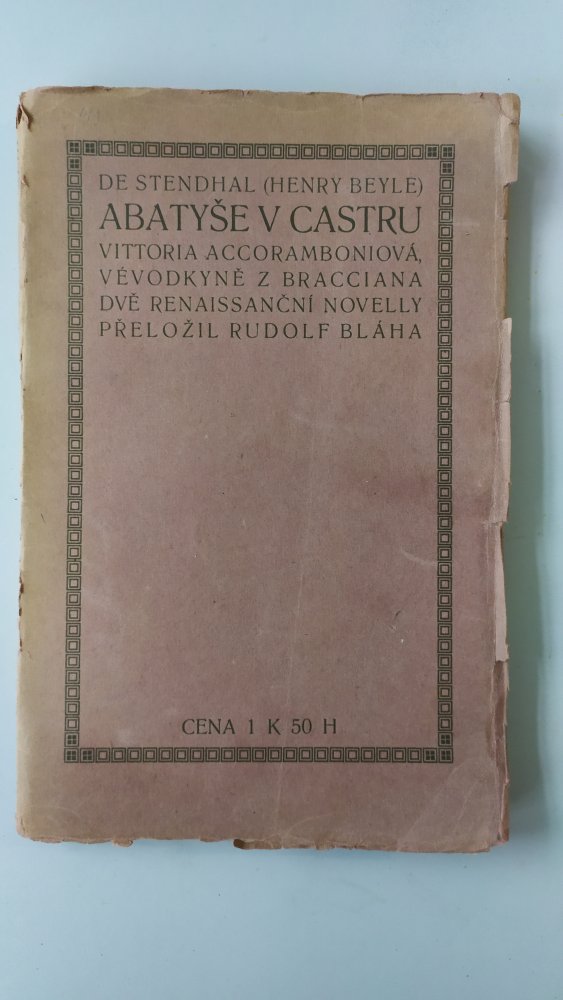 DE STENDHAL (HENRY BEYLE)
ABATYŠE V CASTRU
VITTORIA ACCORAMBONIOVÁ,
VÉVODKYNĚ Z BRACCIANA
DVĚ RENAISSANČNÍ NOVELLY
PŘELOŽIL RUDOLF BLÁHA
CENA 1 K 50 H